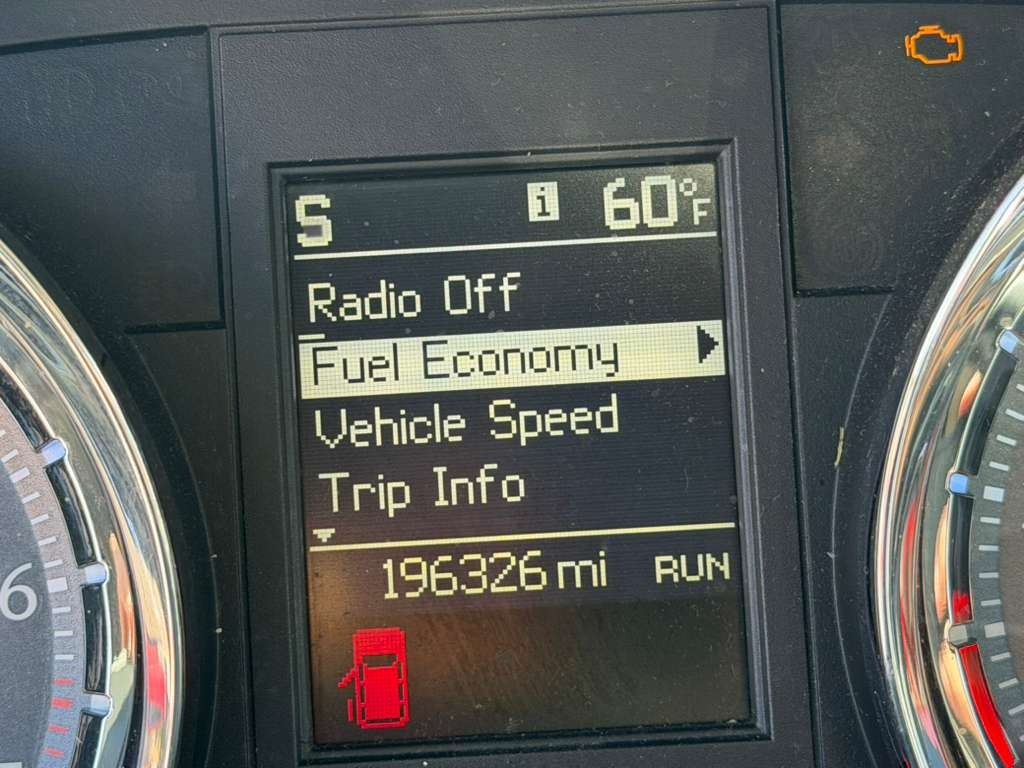 S i 60°F
Radio Off
Fuel Economy
Vehicle Speed
Trip Info
196326 mi RUN
6